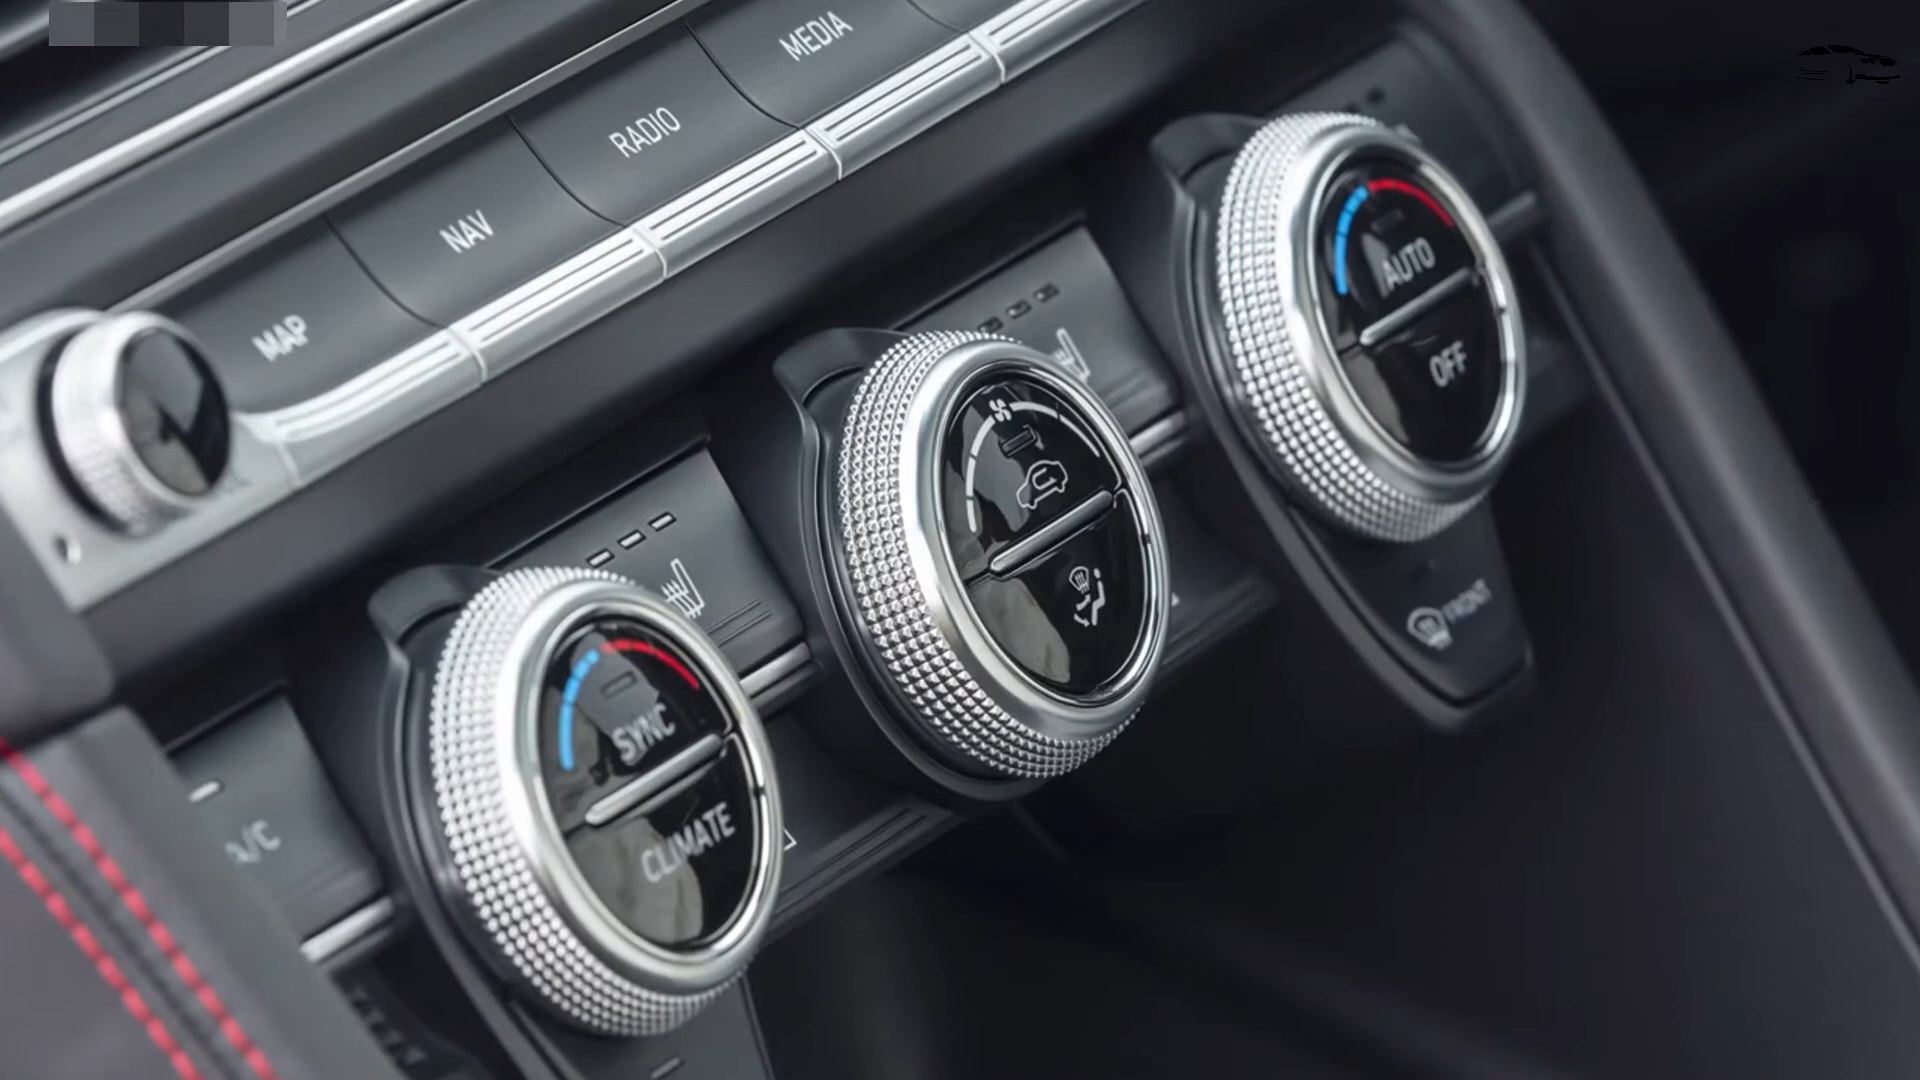 MEDIA
RADIO
NAV
MAP
AUTO
OFF
FRONT
SYNC
CLIMATE
A/C